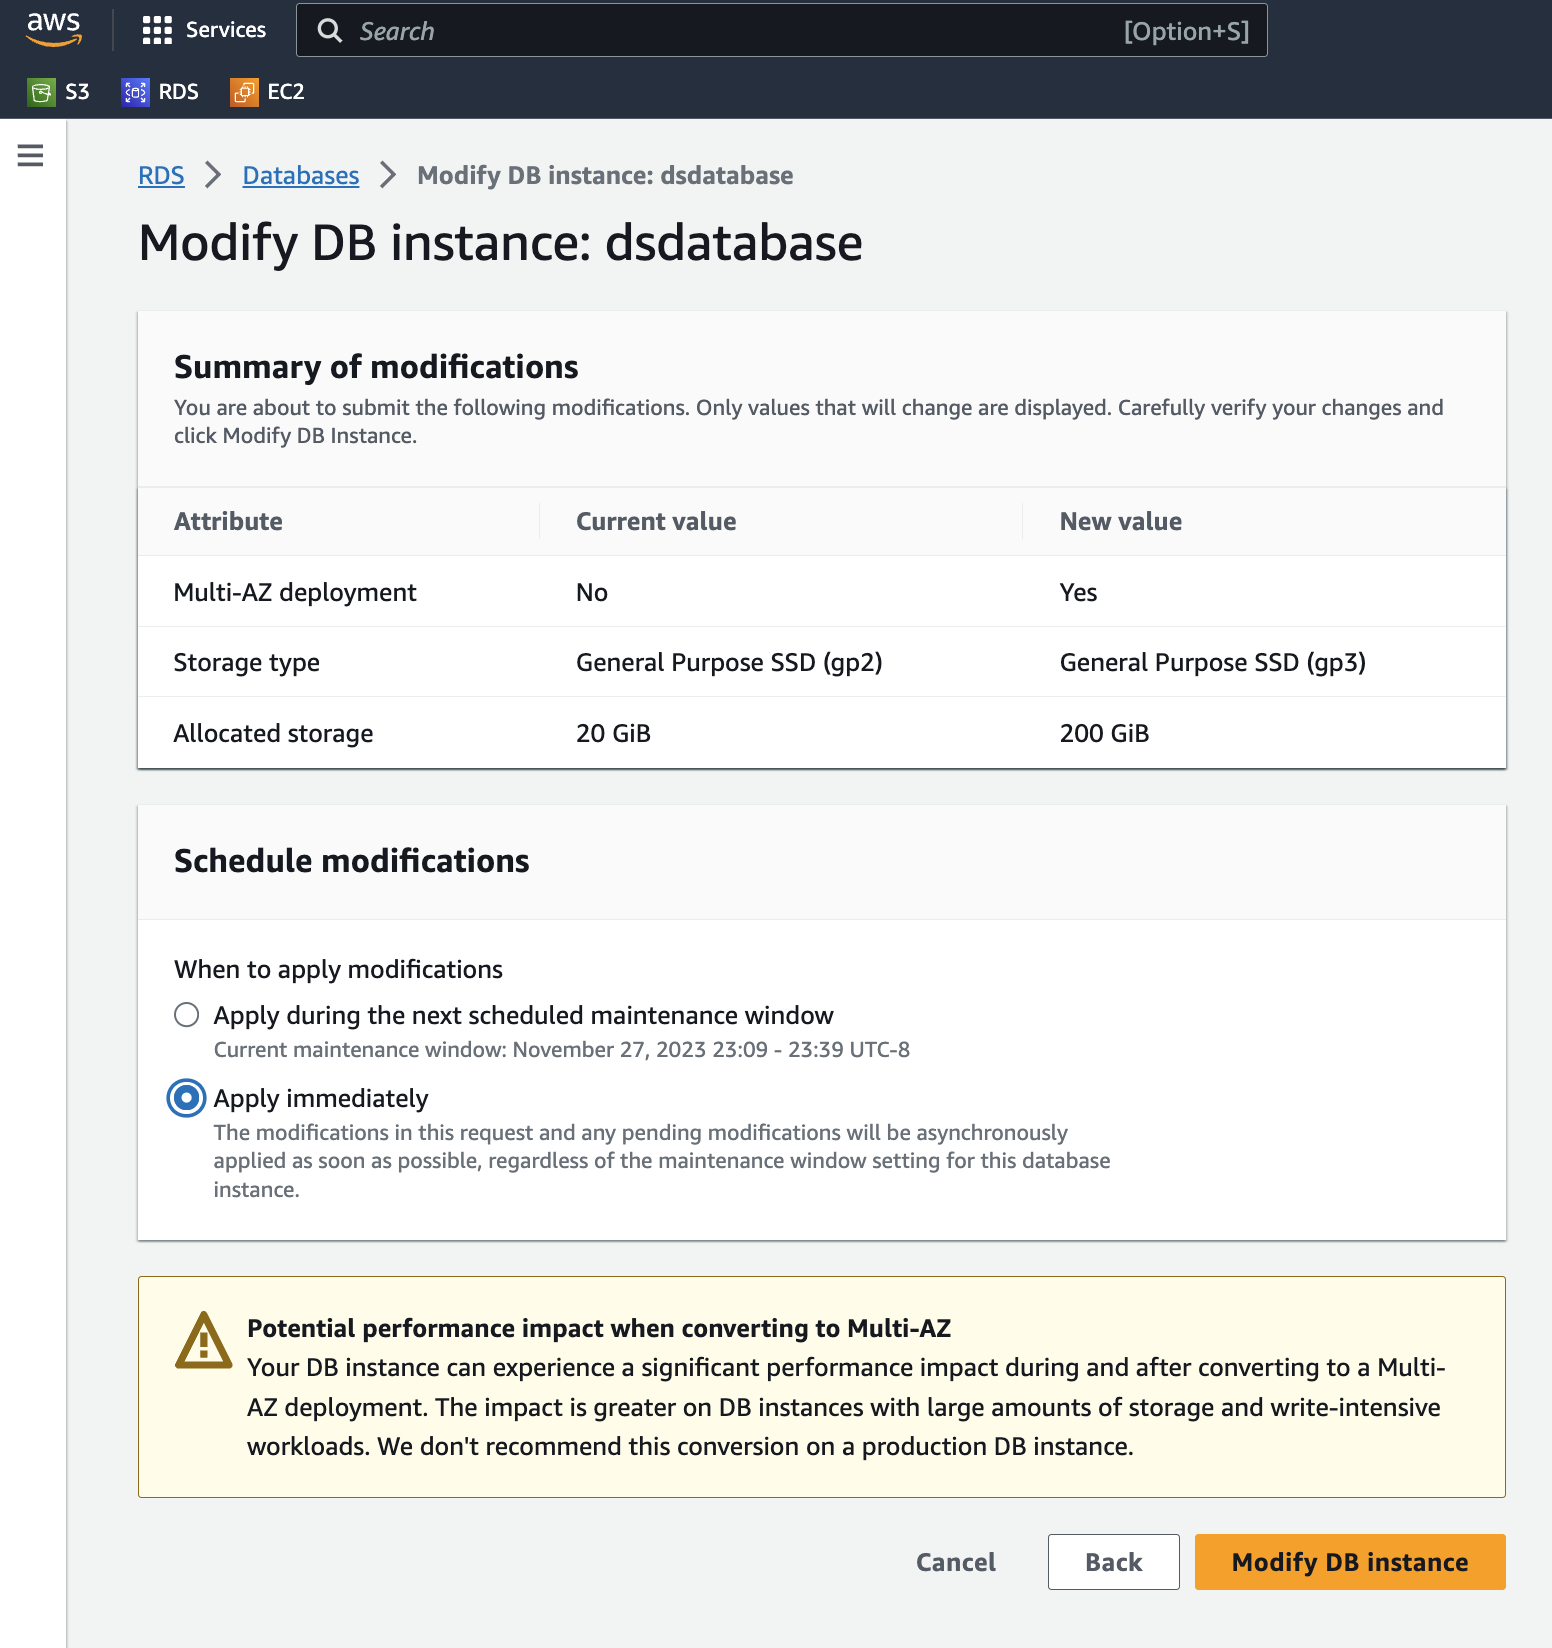 aws
Services
Search
[Option+S]
S3
RDS
EC2
RDS > Databases > Modify DB instance: dsdatabase
Modify DB instance: dsdatabase
Summary of modifications
You are about to submit the following modifications. Only values that will change are displayed. Carefully verify your changes and
click Modify DB Instance.
Attribute
Current value
New value
Multi-AZ deployment
No
Yes
Storage type
General Purpose SSD (gp2)
General Purpose SSD (gp3)
Allocated storage
20 GiB
200 GiB
Schedule modifications
When to apply modifications
Apply during the next scheduled maintenance window
Current maintenance window: November 27, 2023 23:09 - 23:39 UTC-8
Apply immediately
The modifications in this request and any pending modifications will be asynchronously
applied as soon as possible, regardless of the maintenance window setting for this database
instance.
Potential performance impact when converting to Multi-AZ
Your DB instance can experience a significant performance impact during and after converting to a Multi-
AZ deployment. The impact is greater on DB instances with large amounts of storage and write-intensive
workloads. We don't recommend this conversion on a production DB instance.
Cancel
Back
Modify DB instance